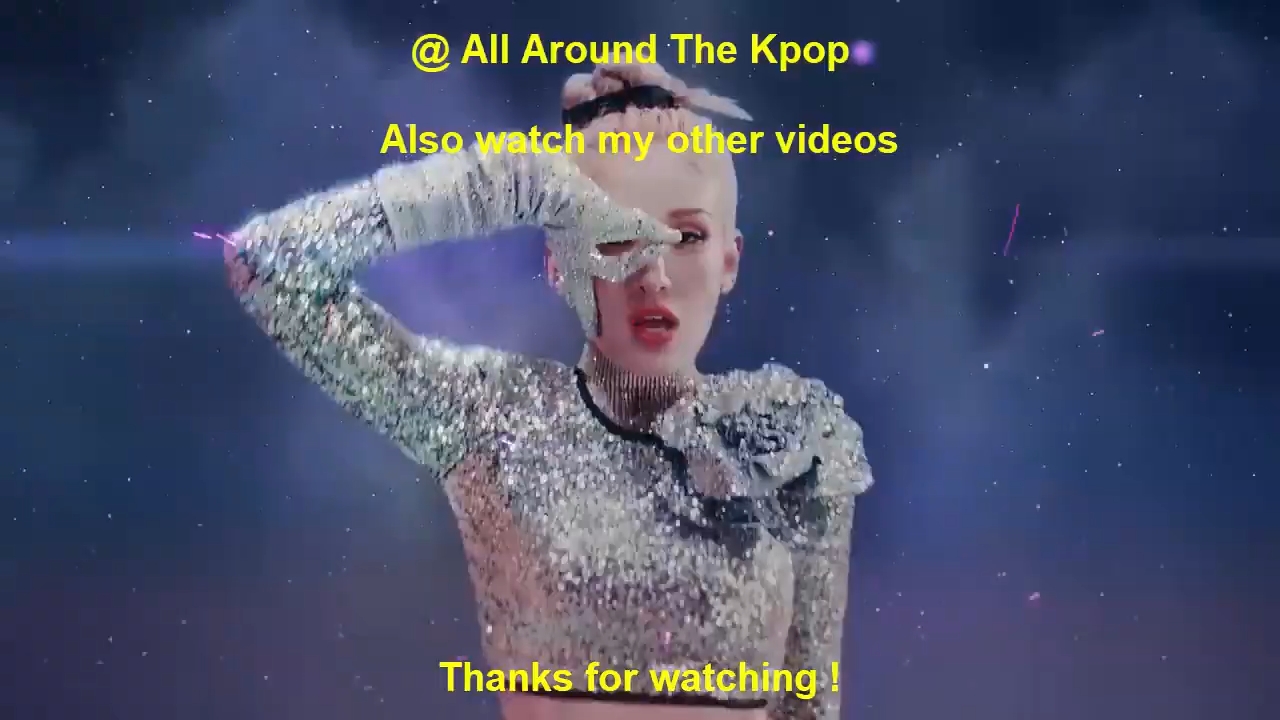 @ All Around The Kpop
Also watch my other videos
Thanks for watching !